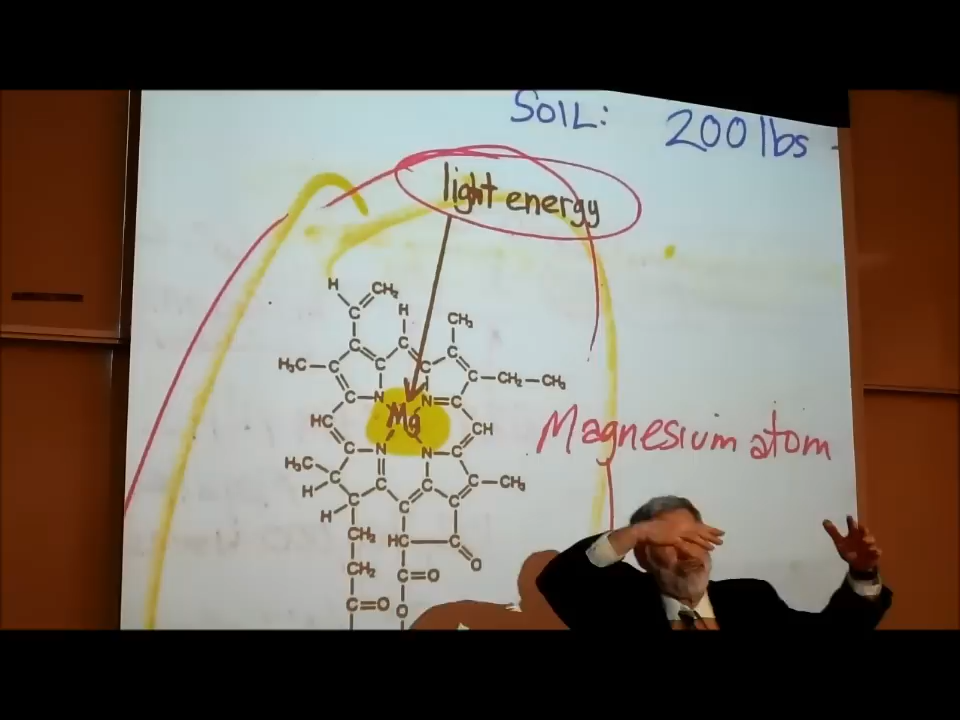 SOIL: 200 lbs
light energy
H CH₂
C H
CH₃
C C C
H₃C C C C C CH₂ CH₃
C N N C
HC Mg CH
Magnesium atom
C N N C
H₃C C C C C CH₃
H C C C
H
CH₂ HC C
O
CH₂ C=O
C=O O